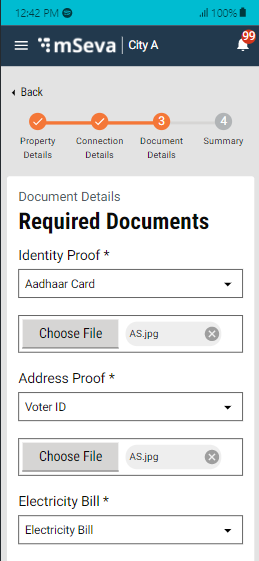 12:42 PM
100%
mSeva | City A
99
Back
3
4
Property Details
Connection Details
Document Details
Summary
Document Details
Required Documents
Identity Proof *
Aadhaar Card
Choose File
AS.jpg
Address Proof *
Voter ID
Choose File
AS.jpg
Electricity Bill *
Electricity Bill